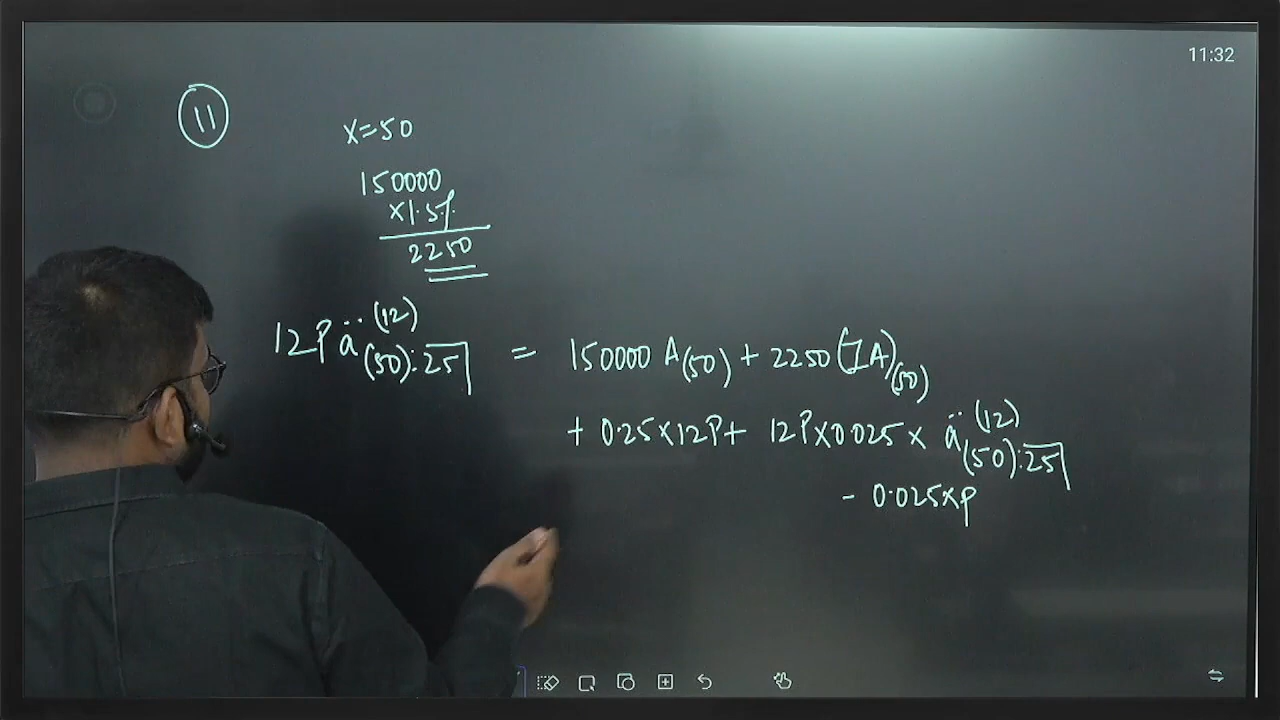 11:32
11
x=50
150000
×1.5%
2250
12P ä^(12)_(50):25| = 150000 A(50) + 2250 (IA)(50)
+ 0.25×12P + 12P×0.025× ä^(12)_(50):25|
- 0.025×P